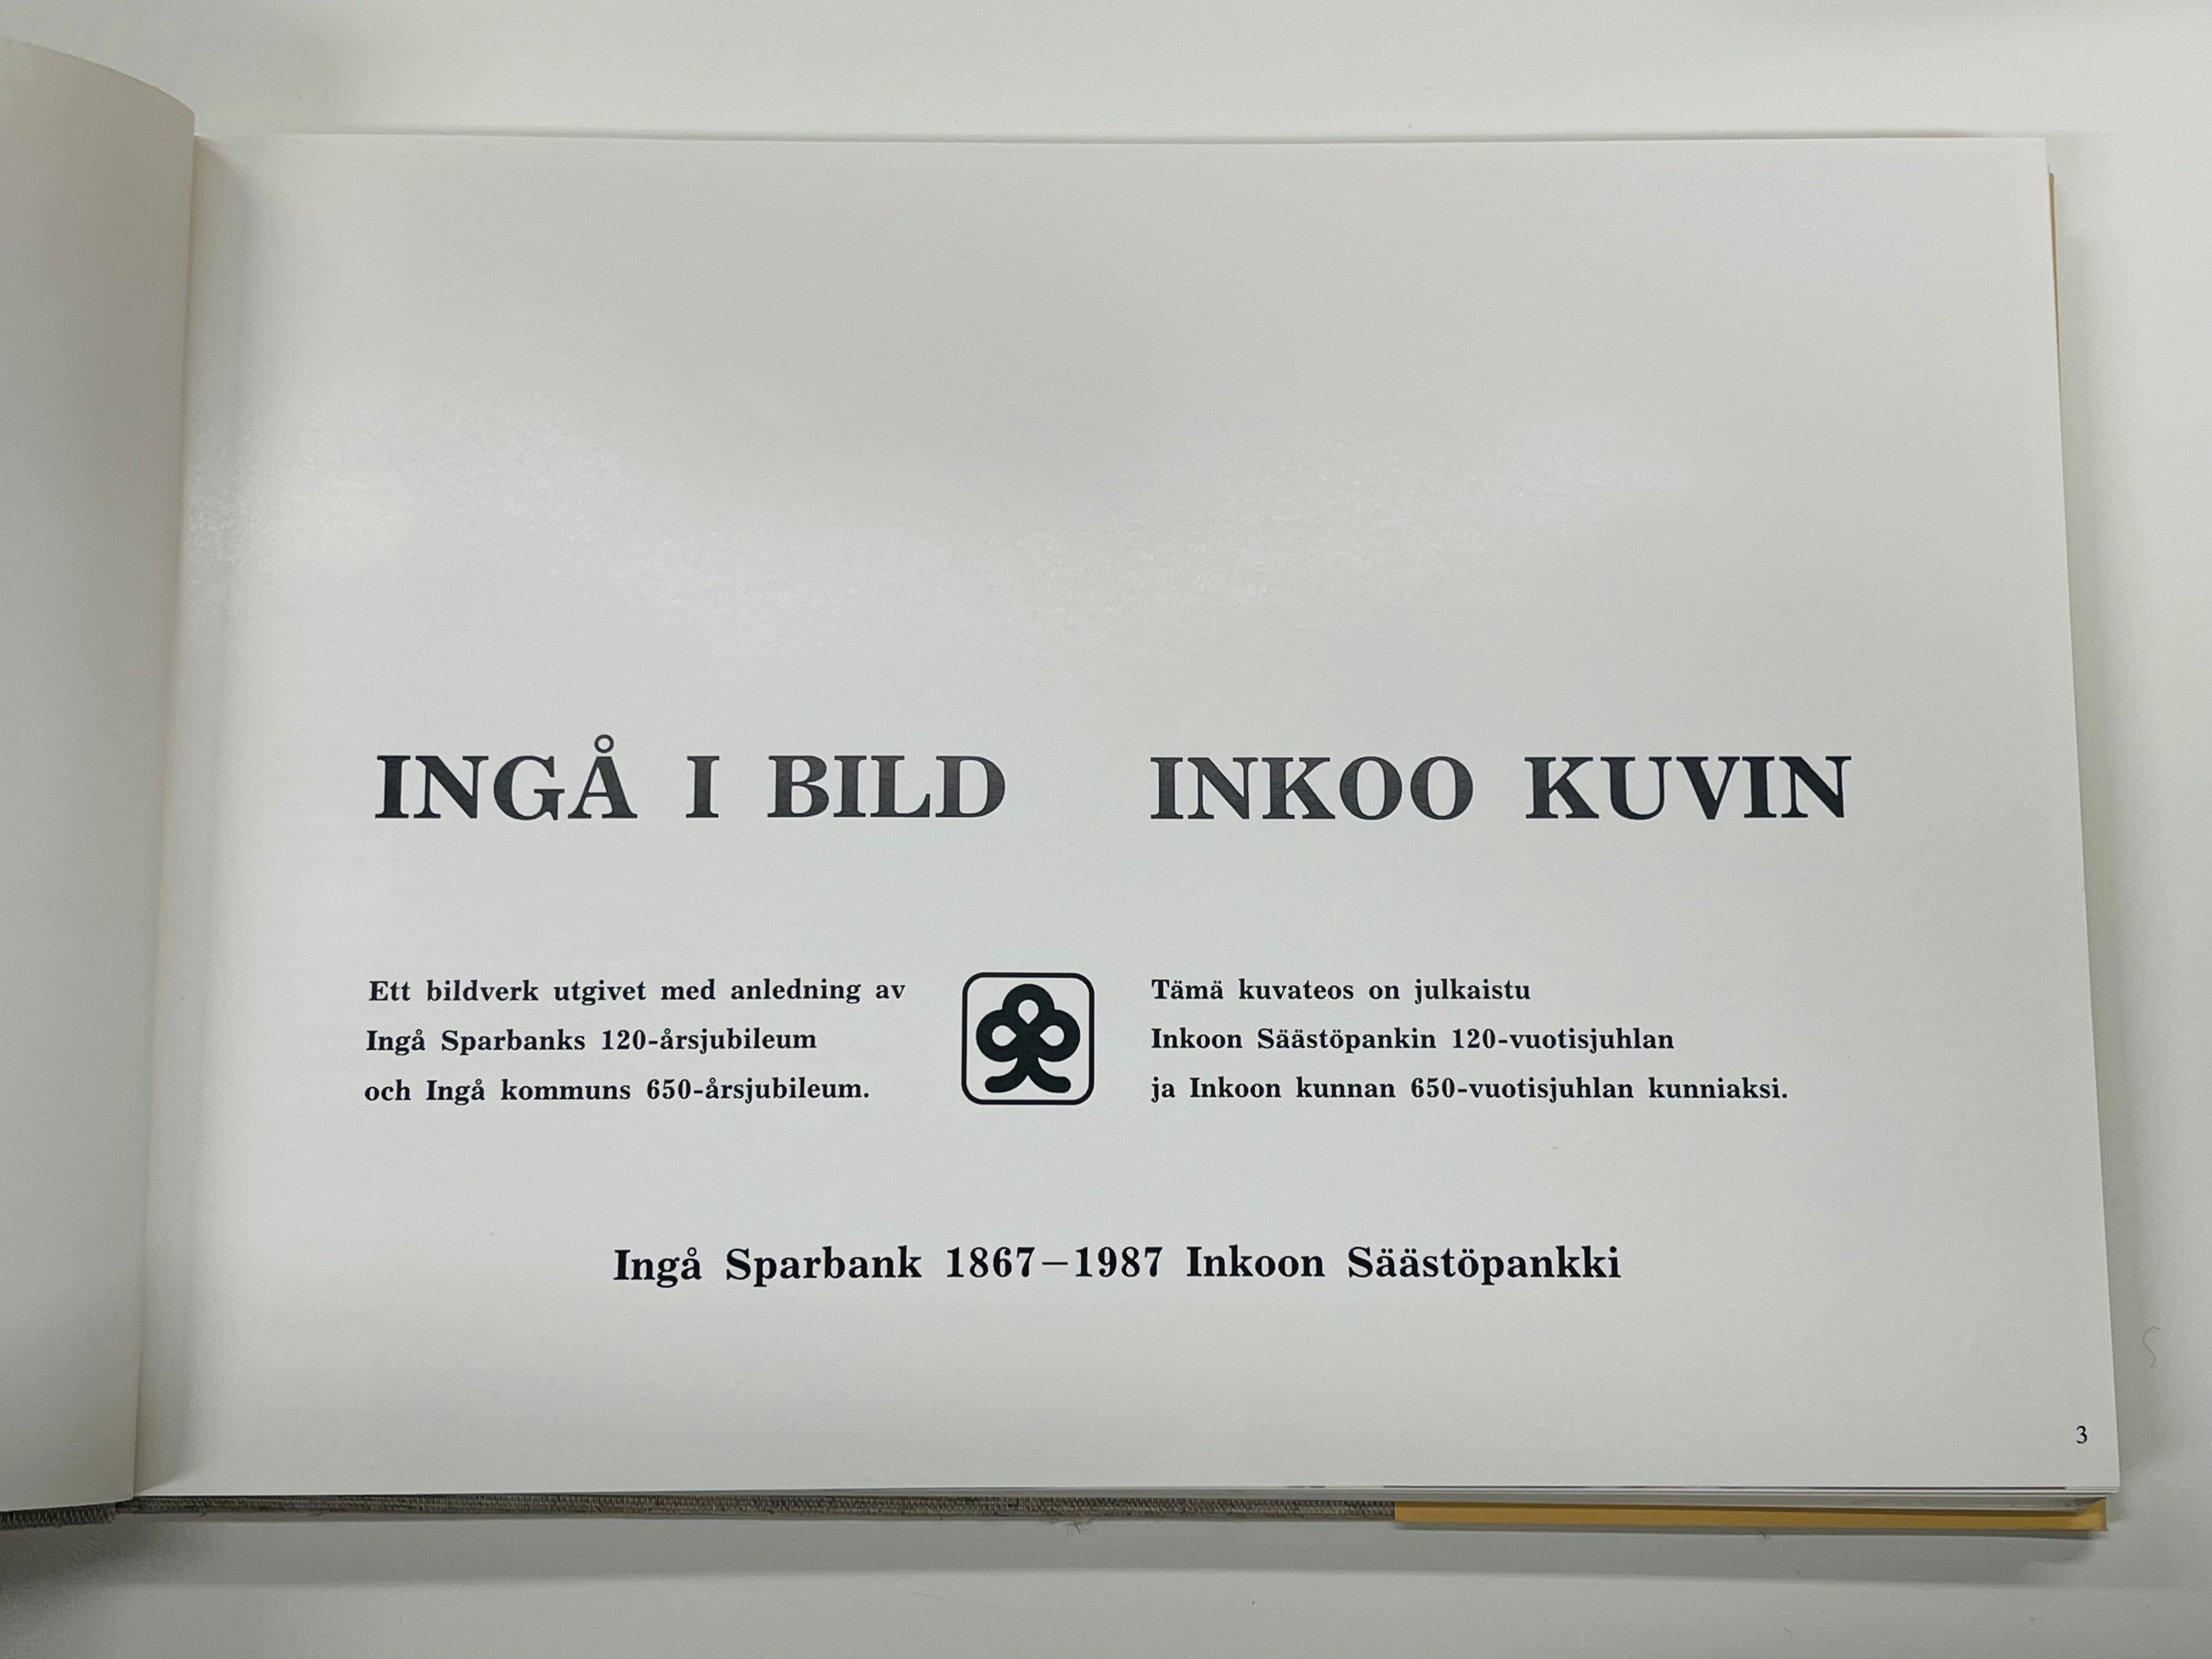 INGÅ I BILD
INKOO KUVIN
Ett bildverk utgivet med anledning av
Ingå Sparbanks 120-årsjubileum
och Ingå kommuns 650-årsjubileum.
Tämä kuvateos on julkaistu
Inkoon Säästöpankin 120-vuotisjuhlan
ja Inkoon kunnan 650-vuotisjuhlan kunniaksi.
Ingå Sparbank 1867–1987 Inkoon Säästöpankki
3